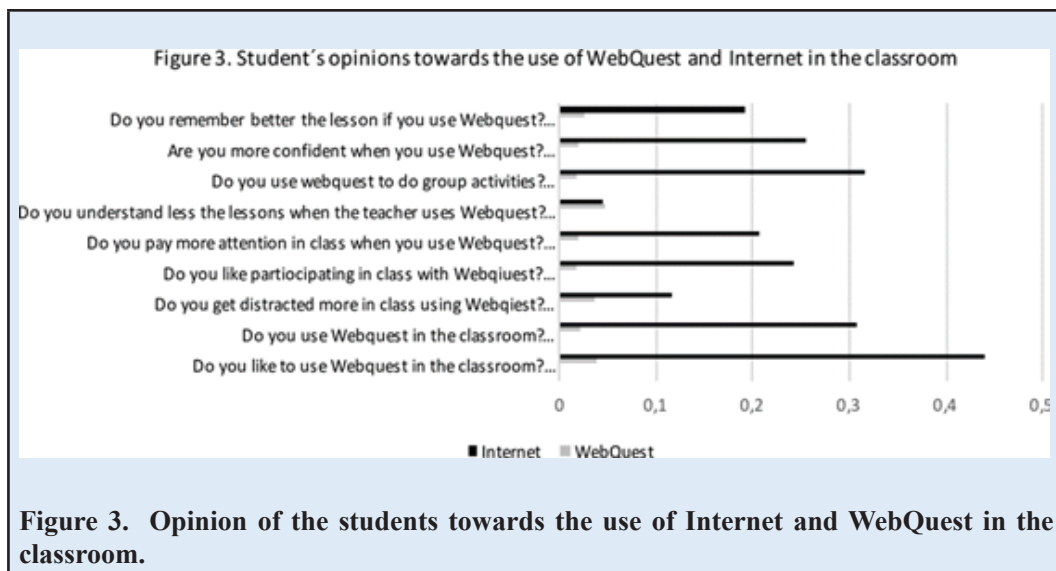 Figure 3. Student´s opinions towards the use of WebQuest and Internet in the classroom
Do you remember better the lesson if you use Webquest?...
Are you more confident when you use Webquest?...
Do you use webquest to do group activities?...
Do you understand less the lessons when the teacher uses Webquest?...
Do you pay more attention in class when you use Webquest?...
Do you like partiocipating in class with Webqiuest?...
Do you get distracted more in class using Webqiest?...
Do you use Webquest in the classroom?...
Do you like to use Webquest in the classroom?...
0 0,1 0,2 0,3 0,4 0,5
Internet WebQuest
Figure 3. Opinion of the students towards the use of Internet and WebQuest in the
classroom.